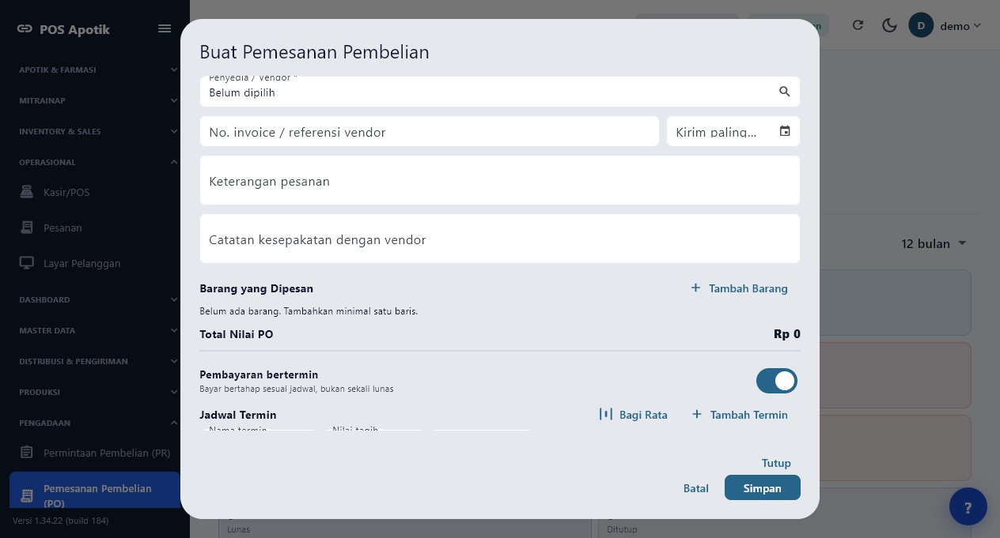 POS Apotik
APOTIK & FARMASI
MITRAINAP
INVENTORY & SALES
OPERASIONAL
Kasir/POS
Pesanan
Layar Pelanggan
DASHBOARD
MASTER DATA
DISTRIBUSI & PENGIRIMAN
PRODUKSI
PENGADAAN
Permintaan Pembelian (PR)
Pemesanan Pembelian
(PO)
Versi 1.34.22 (build 184)
D
demo
12 bulan
Buat Pemesanan Pembelian
Penyedia / Vendor *
Belum dipilih
No. invoice / referensi vendor
Kirim paling...
Keterangan pesanan
Catatan kesepakatan dengan vendor
Barang yang Dipesan
+ Tambah Barang
Belum ada barang. Tambahkan minimal satu baris.
Total Nilai PO
Rp 0
Pembayaran bertermin
Bayar bertahap sesuai jadwal, bukan sekali lunas
Jadwal Termin
Bagi Rata
+ Tambah Termin
Nama termin
Nilai tagih
Tutup
Batal
Simpan
Lunas
Ditutup
?